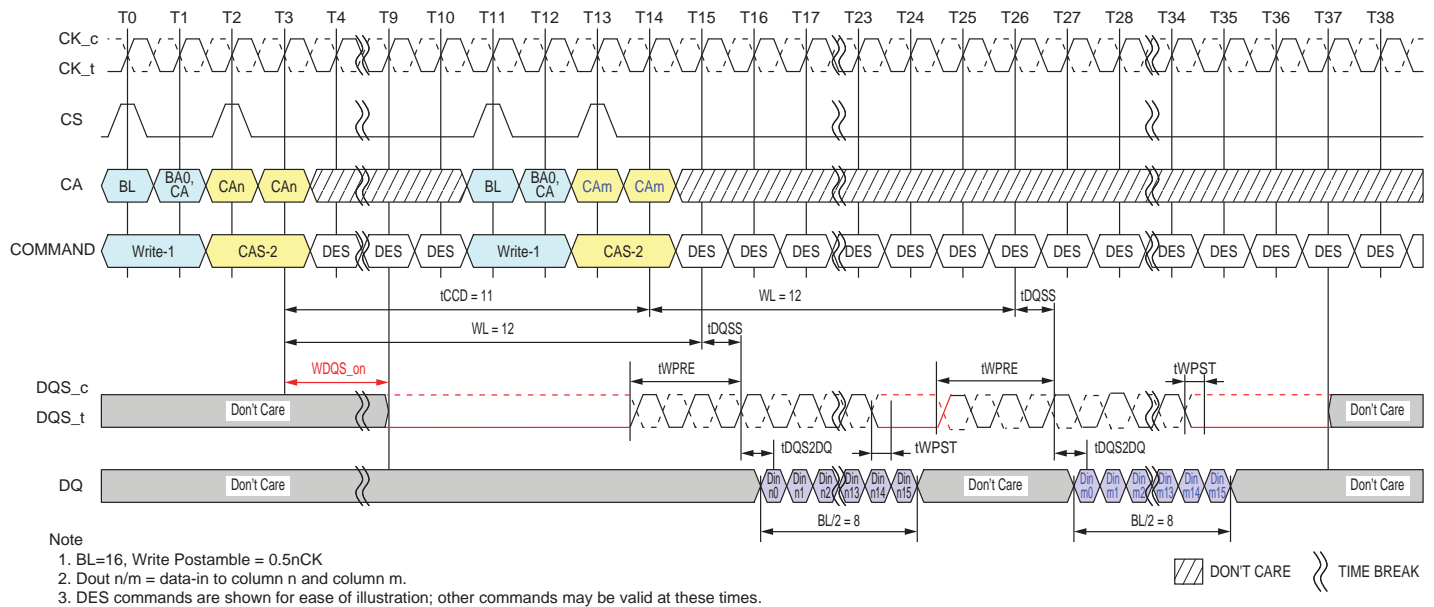 T0 T1 T2 T3 T4 T9 T10 T11 T12 T13 T14 T15 T16 T17 T23 T24 T25 T26 T27 T28 T34 T35 T36 T37 T38
CK_c
CK_t
CS
CA
BL BA0, CA CAn CAn BL BA0, CA CAm CAm
COMMAND
Write-1 CAS-2 DES DES DES Write-1 CAS-2 DES DES DES DES DES DES DES DES DES DES DES DES DES DES
tCCD = 11 WL = 12 tDQSS
WL = 12 tDQSS
WDQS_on tWPRE tWPRE tWPST
DQS_c
DQS_t
Don't Care Don't Care
tDQS2DQ tWPST tDQS2DQ
DQ
Don't Care Din n0 Din n1 Din n2 Din n13 Din n14 Din n15 Don't Care Din m0 Din m1 Din m2 Din m13 Din m14 Din m15 Don't Care
BL/2 = 8 BL/2 = 8
Note
1. BL=16, Write Postamble = 0.5nCK
2. Dout n/m = data-in to column n and column m.
3. DES commands are shown for ease of illustration; other commands may be valid at these times.
DON'T CARE TIME BREAK